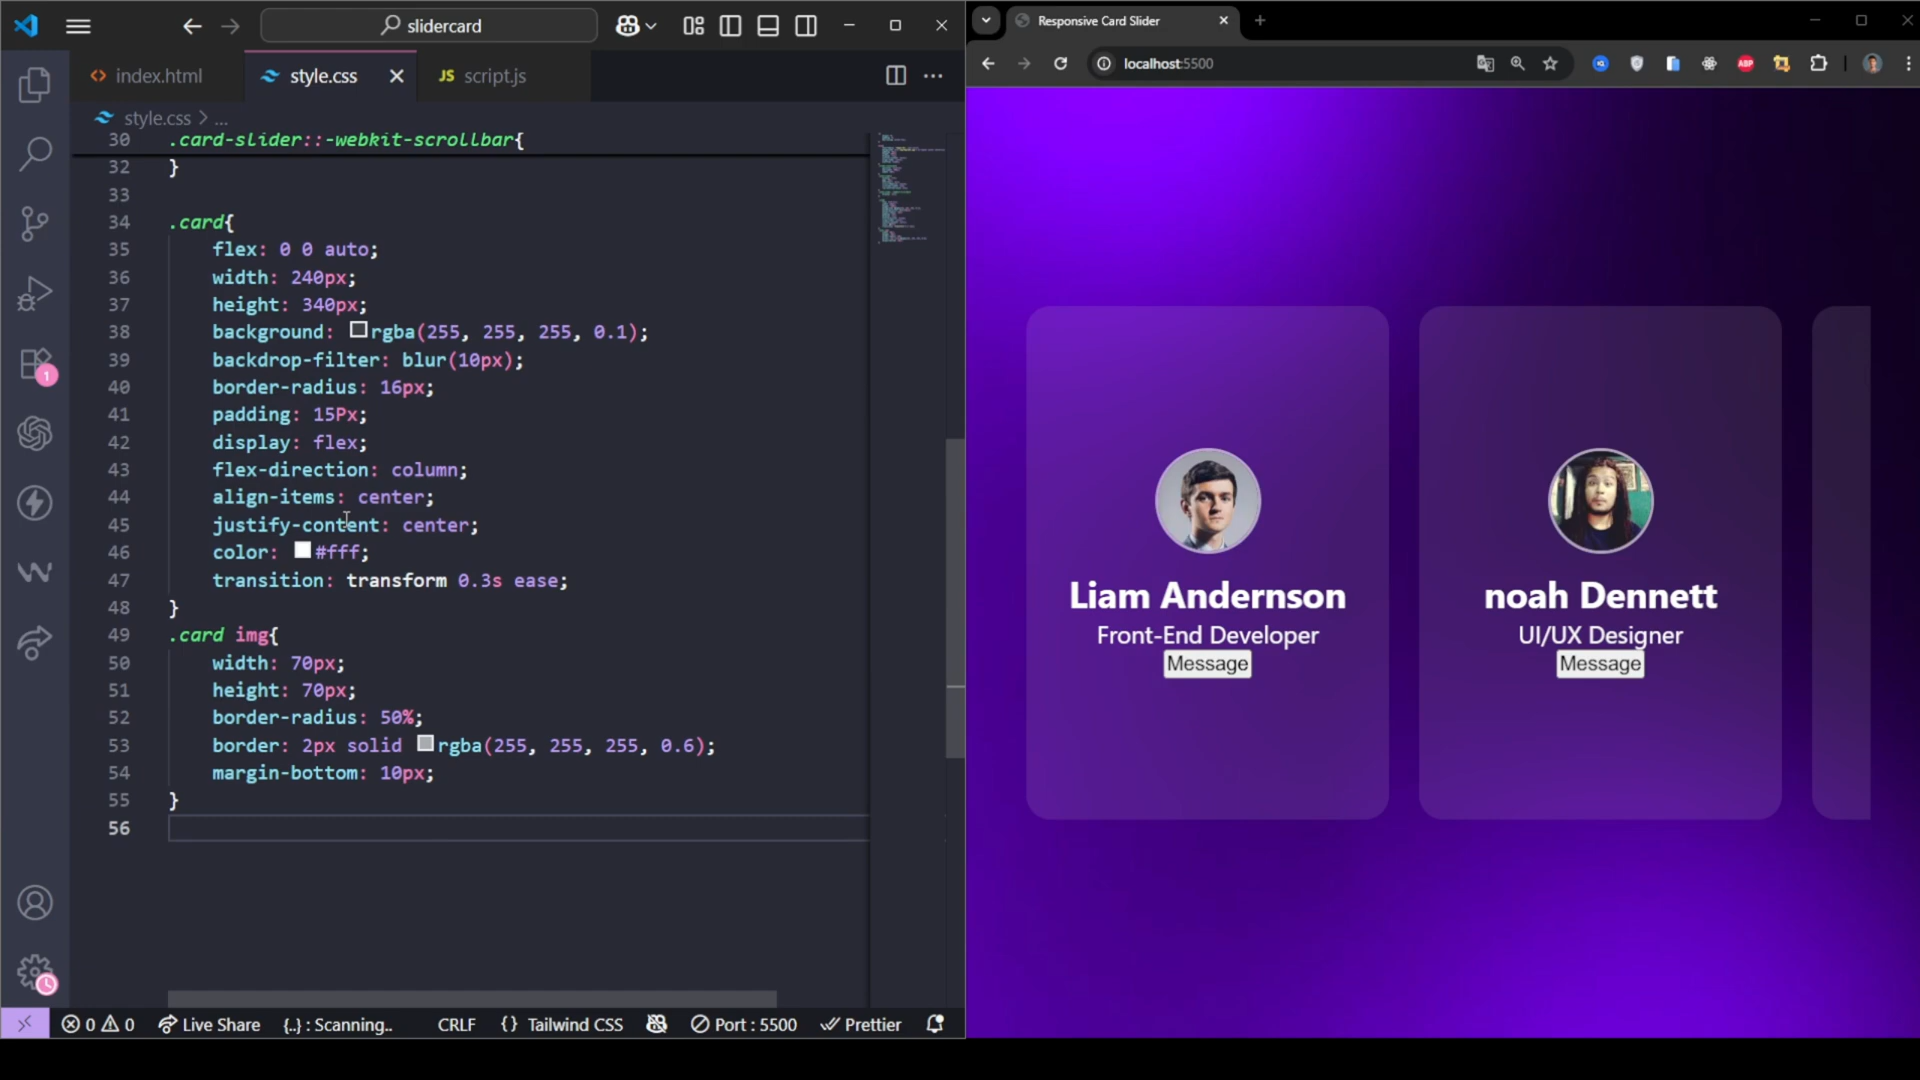 slidercard
index.html
style.css
JS script.js
style.css > ...
30 .card-slider::-webkit-scrollbar{
32 }
33
34 .card{
35 flex: 0 0 auto;
36 width: 240px;
37 height: 340px;
38 background: rgba(255, 255, 255, 0.1);
39 backdrop-filter: blur(10px);
40 border-radius: 16px;
41 padding: 15Px;
42 display: flex;
43 flex-direction: column;
44 align-items: center;
45 justify-content: center;
46 color: #fff;
47 transition: transform 0.3s ease;
48 }
49 .card img{
50 width: 70px;
51 height: 70px;
52 border-radius: 50%;
53 border: 2px solid rgba(255, 255, 255, 0.6);
54 margin-bottom: 10px;
55 }
56
1
0 0
Live Share
{..} : Scanning..
CRLF
{} Tailwind CSS
Port : 5500
Prettier
Responsive Card Slider
localhost:5500
ABP
Liam Andernson
Front-End Developer
Message
noah Dennett
UI/UX Designer
Message